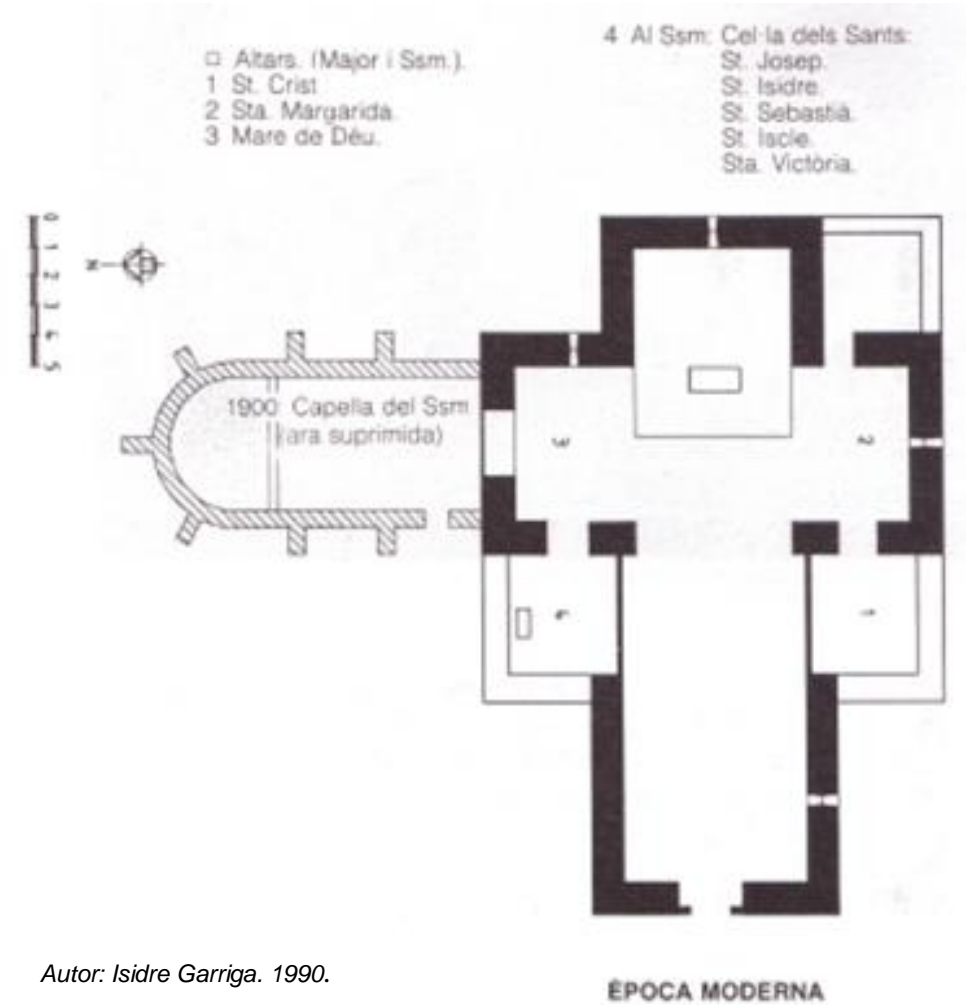 □ Altars. (Major i Ssm.).
1 St. Crist
2 Sta. Margarida.
3 Mare de Déu.
4 Al Ssm: Cel·la dels Sants:
St. Josep.
St. Isidre.
St. Sebastià.
St. Iscle.
Sta. Victòria.
0 1 2 3 4 5
N
1900: Capella del Ssm
(ara suprimida)
3
2
4
1
Autor: Isidre Garriga. 1990.
ÈPOCA MODERNA